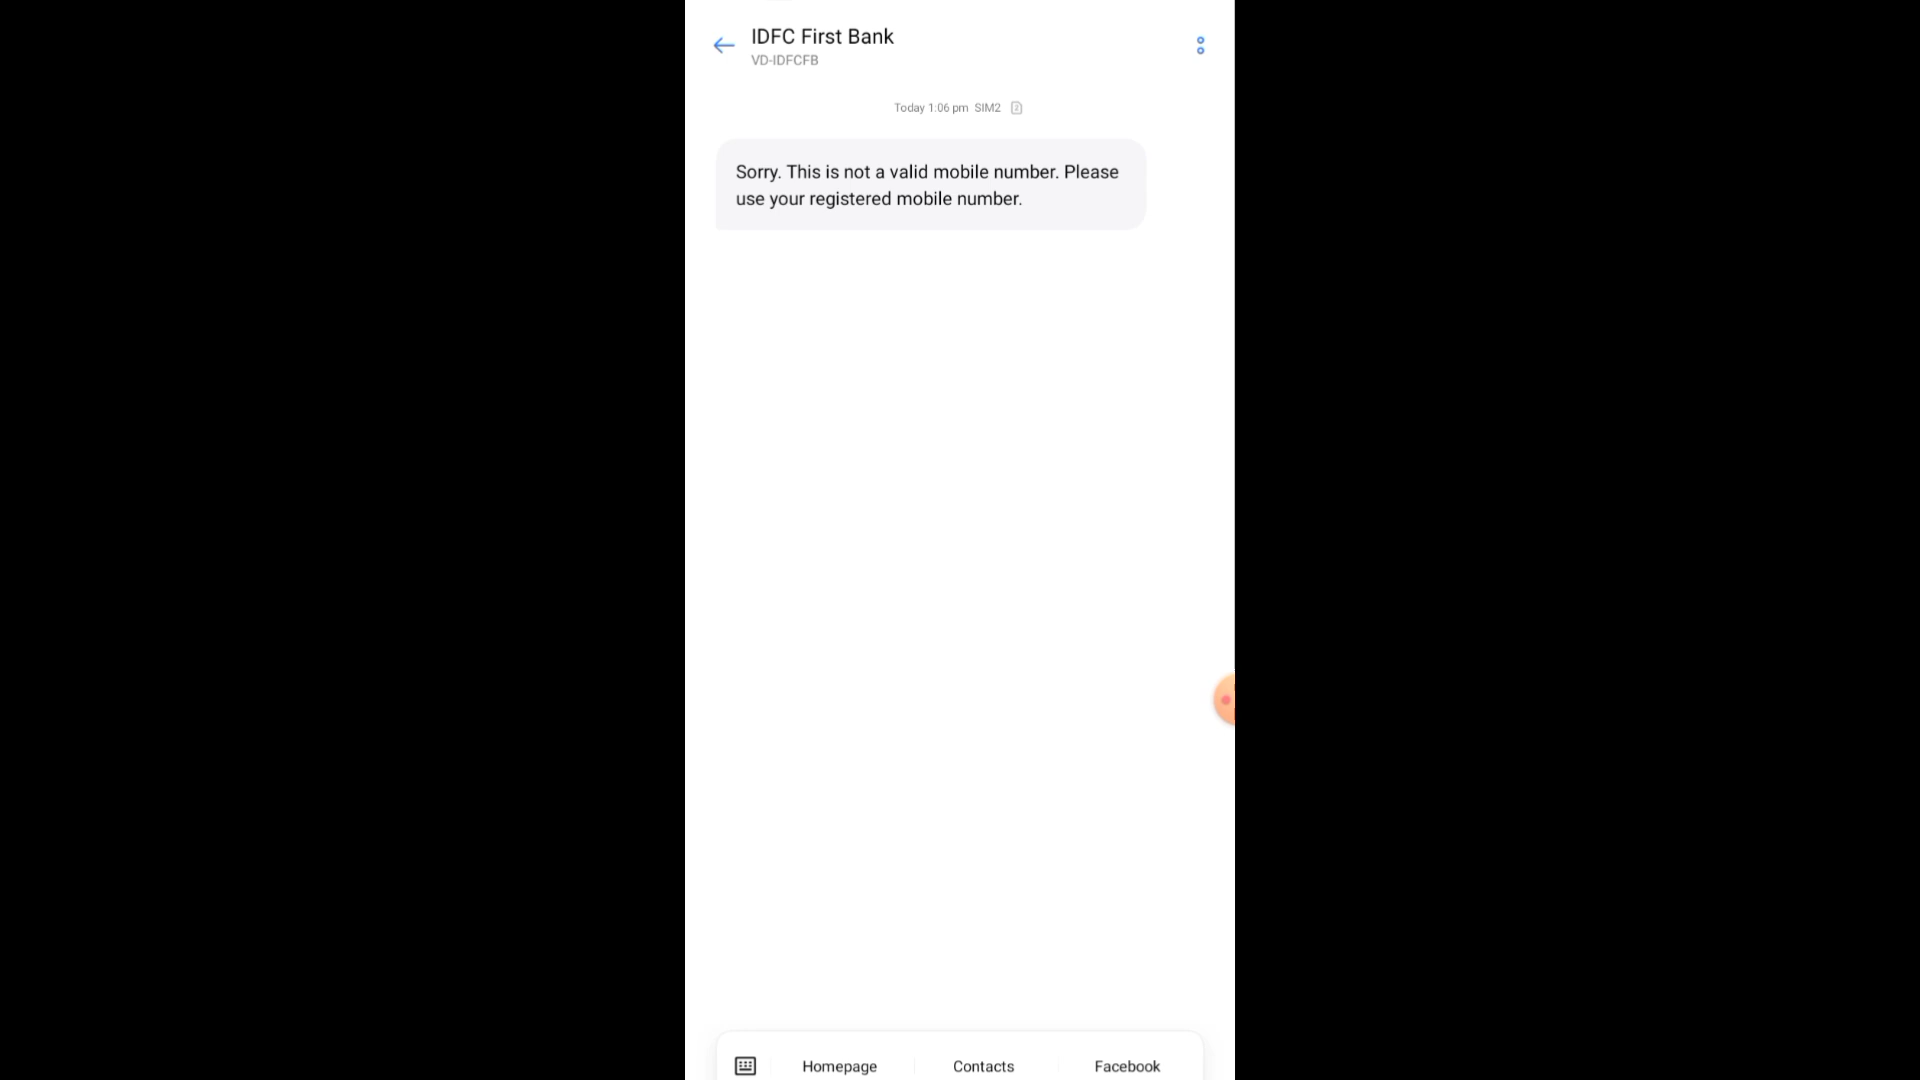 IDFC First Bank
VD-IDFCFB
Today 1:06 pm SIM2 2
Sorry. This is not a valid mobile number. Please
use your registered mobile number.
Homepage Contacts Facebook